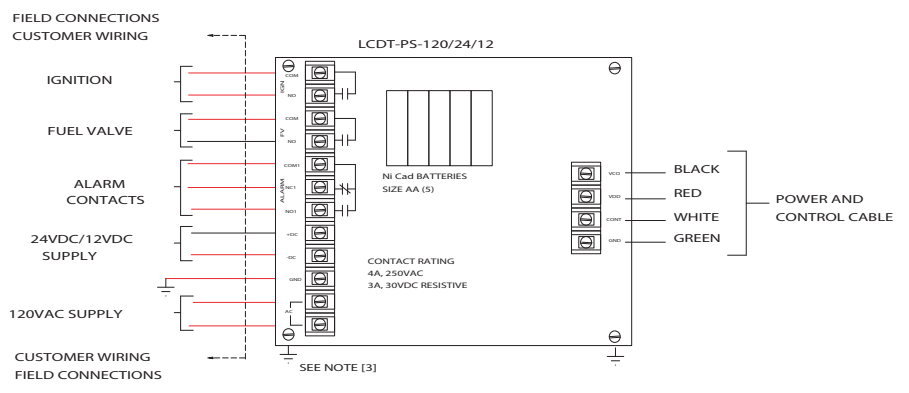 FIELD CONNECTIONS
CUSTOMER WIRING
LCDT-PS-120/24/12
IGNITION
IGN
COM
NO
FUEL VALVE
FV
COM
NO
ALARM
CONTACTS
ALARM
COM1
NC1
NO1
24VDC/12VDC
SUPPLY
+DC
-DC
GND
120VAC SUPPLY
AC
Ni Cad BATTERIES
SIZE AA (5)
CONTACT RATING
4A, 250VAC
3A, 30VDC RESISTIVE
VCO
BLACK
VDD
RED
CONT
WHITE
GND
GREEN
POWER AND
CONTROL CABLE
CUSTOMER WIRING
FIELD CONNECTIONS
SEE NOTE [3]